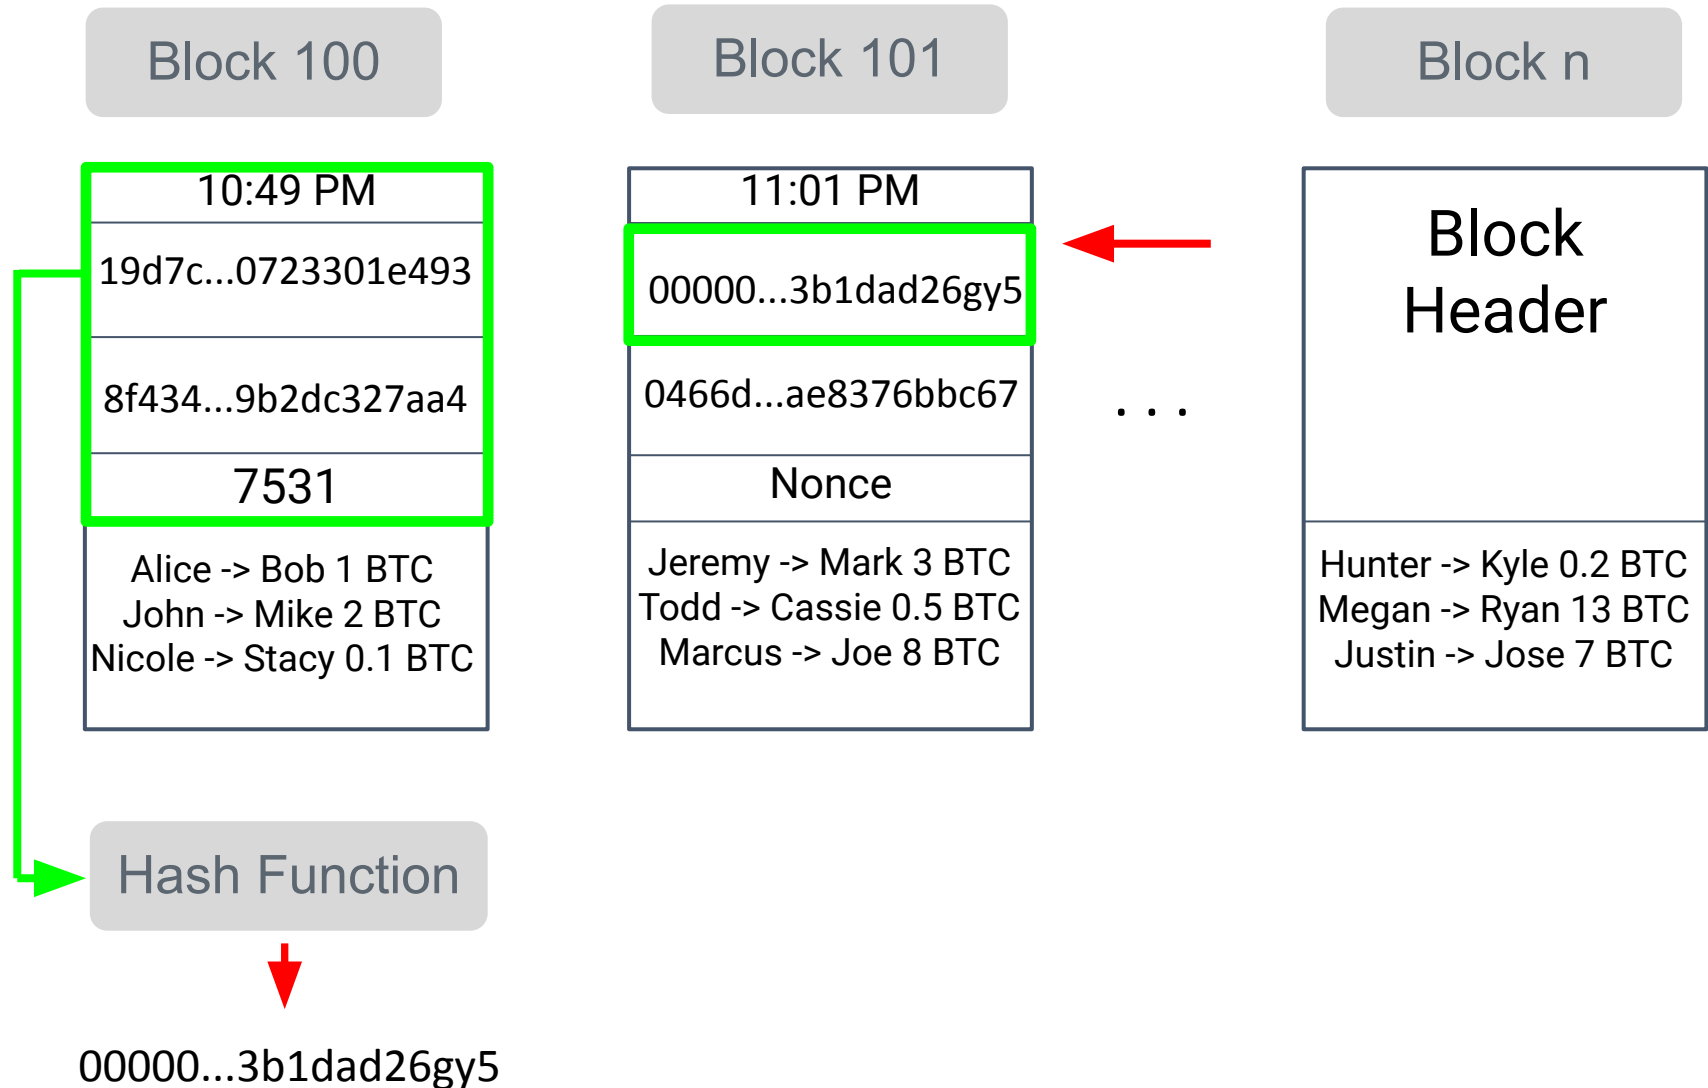 Block 100
10:49 PM
19d7c...0723301e493
8f434...9b2dc327aa4
7531
Alice -> Bob 1 BTC
John -> Mike 2 BTC
Nicole -> Stacy 0.1 BTC
Hash Function
00000...3b1dad26gy5
Block 101
11:01 PM
00000...3b1dad26gy5
0466d...ae8376bbc67
Nonce
Jeremy -> Mark 3 BTC
Todd -> Cassie 0.5 BTC
Marcus -> Joe 8 BTC
. . .
Block n
Block
Header
Hunter -> Kyle 0.2 BTC
Megan -> Ryan 13 BTC
Justin -> Jose 7 BTC